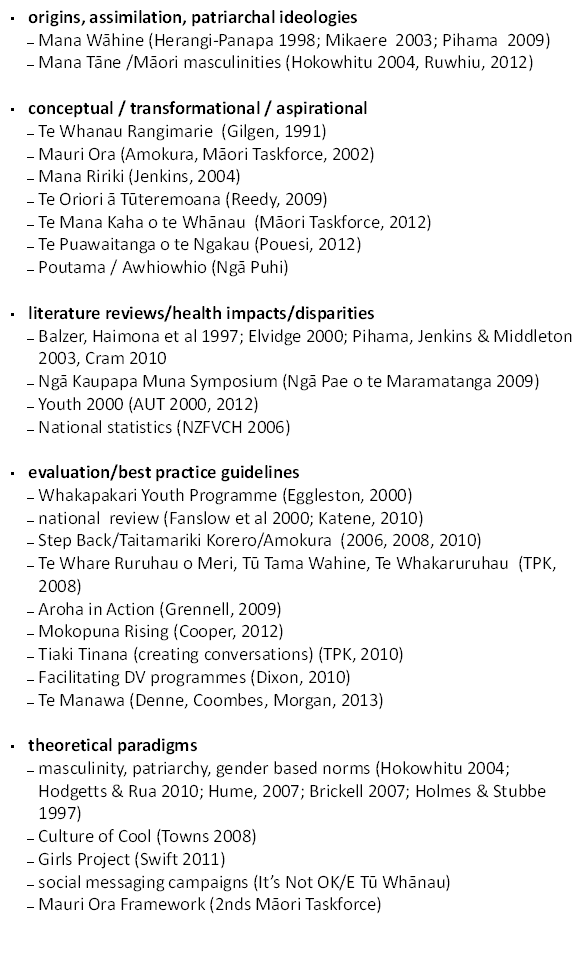 ▪ origins, assimilation, patriarchal ideologies
– Mana Wāhine (Herangi-Panapa 1998; Mikaere 2003; Pihama 2009)
– Mana Tāne /Māori masculinities (Hokowhitu 2004, Ruwhiu, 2012)
▪ conceptual / transformational / aspirational
– Te Whanau Rangimarie (Gilgen, 1991)
– Mauri Ora (Amokura, Māori Taskforce, 2002)
– Mana Ririki (Jenkins, 2004)
– Te Oriori ā Tūteremoana (Reedy, 2009)
– Te Mana Kaha o te Whānau (Māori Taskforce, 2012)
– Te Puawaitanga o te Ngakau (Pouesi, 2012)
– Poutama / Awhiowhio (Ngā Puhi)
▪ literature reviews/health impacts/disparities
– Balzer, Haimona et al 1997; Elvidge 2000; Pihama, Jenkins & Middleton
2003, Cram 2010
– Ngā Kaupapa Muna Symposium (Ngā Pae o te Maramatanga 2009)
– Youth 2000 (AUT 2000, 2012)
– National statistics (NZFVCH 2006)
▪ evaluation/best practice guidelines
– Whakapakari Youth Programme (Eggleston, 2000)
– national review (Fanslow et al 2000; Katene, 2010)
– Step Back/Taitamariki Korero/Amokura (2006, 2008, 2010)
– Te Whare Ruruhau o Meri, Tū Tama Wahine, Te Whakaruruhau (TPK,
2008)
– Aroha in Action (Grennell, 2009)
– Mokopuna Rising (Cooper, 2012)
– Tiaki Tinana (creating conversations) (TPK, 2010)
– Facilitating DV programmes (Dixon, 2010)
– Te Manawa (Denne, Coombes, Morgan, 2013)
▪ theoretical paradigms
– masculinity, patriarchy, gender based norms (Hokowhitu 2004;
Hodgetts & Rua 2010; Hume, 2007; Brickell 2007; Holmes & Stubbe
1997)
– Culture of Cool (Towns 2008)
– Girls Project (Swift 2011)
– social messaging campaigns (It’s Not OK/E Tū Whānau)
– Mauri Ora Framework (2nds Māori Taskforce)